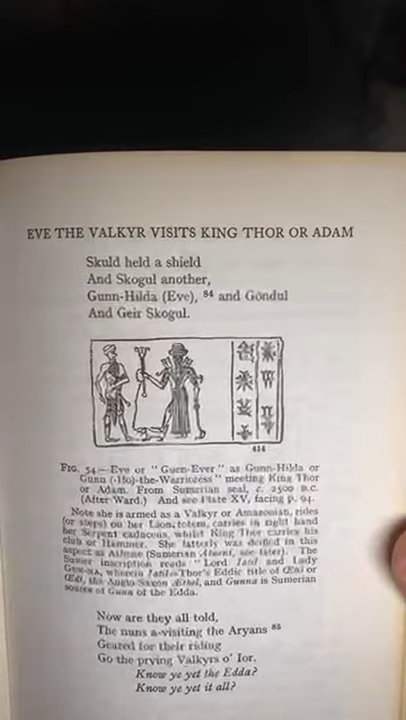 EVE THE VALKYR VISITS KING THOR OR ADAM
Skuld held a shield
And Skogul another,
Gunn-Hilda (Eve), 84 and Göndul
And Geir Skogul.
FIG. 54—Eve or " Guen-Ever " as Gunn-Hilda or
Gunn (-Ifo)-the-Warrioress " meeting King Thor
or Adam. From Sumerian seal, c. 2500 B.C.
(After Ward.) And see Plate XV, facing p. 94.
Note she is armed as a Valkyr or Amazonian, rides
(or steps) on her Lion totem, carries in right hand
her Serpent caduceus, whilst King Thor carries his
club or Hammer. She latterly was deified in this
aspect as Athene (Sumerian see later). The
Sumer inscription reads " Lord and Lady
wherein Thor's Eddic title of or
the Anglo-Saxon and Gunna is Sumerian
source of Gunn of the Edda.
Now are they all told,
The nuns a-visiting the Aryans 85
Geared for their riding
Go the prying Valkyrs o' Ior.
Know ye yet the Edda?
Know ye yet it all?